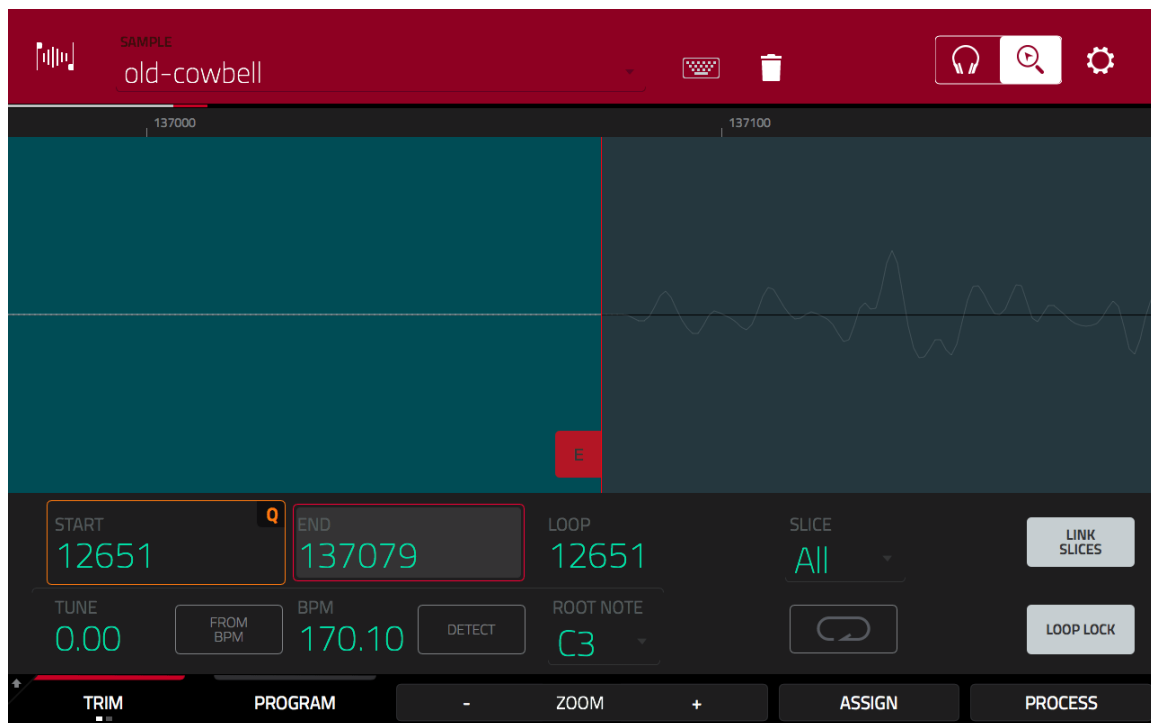 SAMPLE
old-cowbell
137000
137100
E
START
Q
12651
END
137079
LOOP
12651
SLICE
All
LINK
SLICES
TUNE
0.00
FROM
BPM
BPM
170.10
DETECT
ROOT NOTE
C3
LOOP LOCK
TRIM
PROGRAM
-
ZOOM
+
ASSIGN
PROCESS